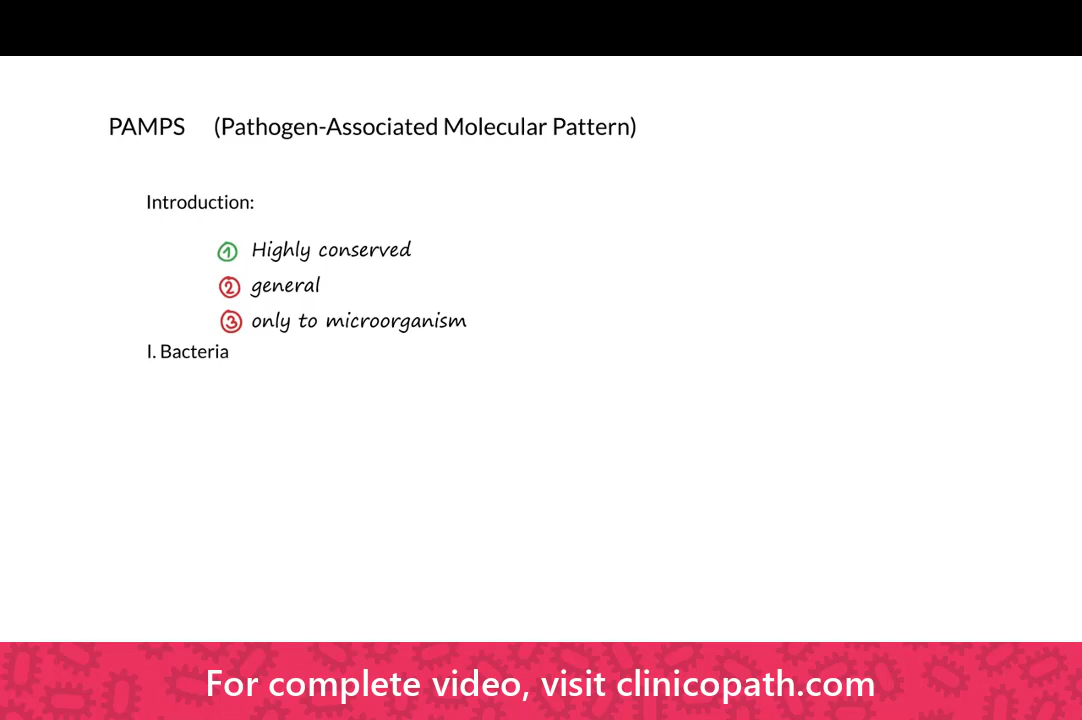 PAMPS (Pathogen-Associated Molecular Pattern)
Introduction:
① Highly conserved
② general
③ only to microorganism
I. Bacteria
For complete video, visit clinicopath.com